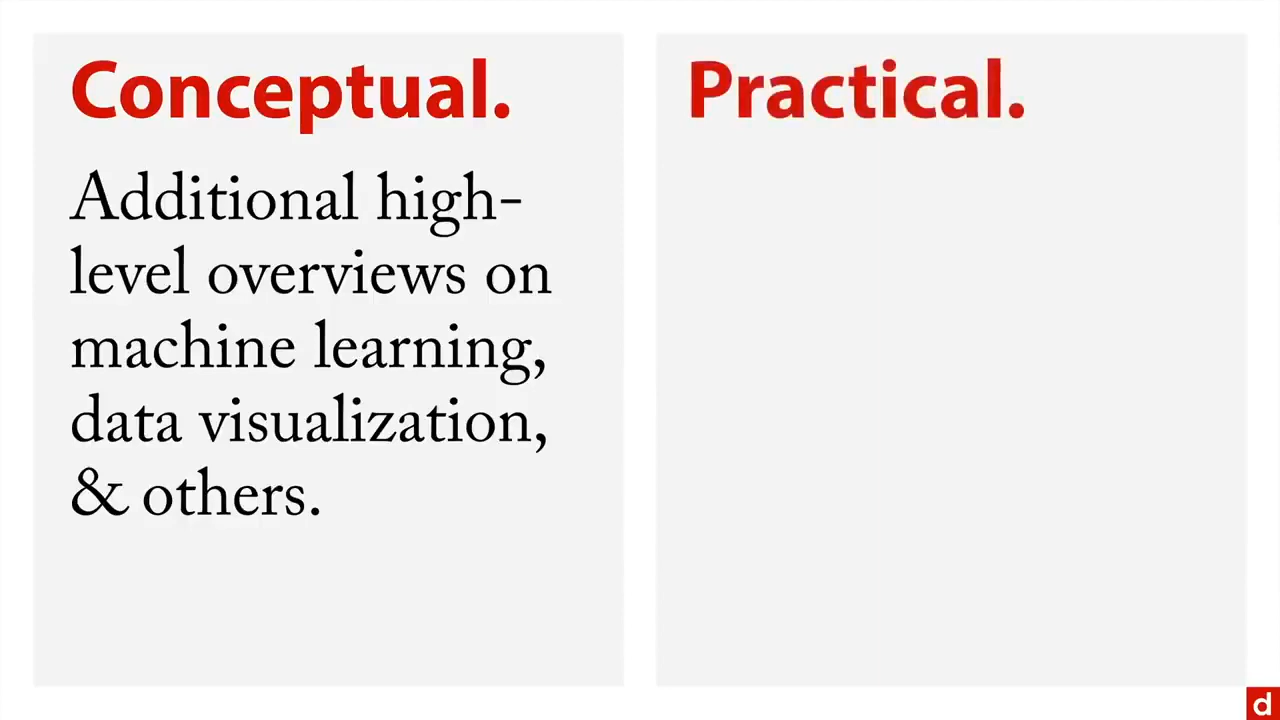 Conceptual.
Additional high-
level overviews on
machine learning,
data visualization,
& others.
Practical.
d